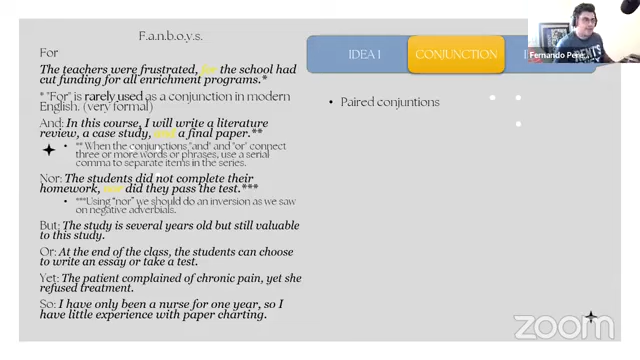 F.a.n.b.o.y.s.
For
The teachers were frustrated, for the school had
cut funding for all enrichment programs.*
* "For" is rarely used as a conjunction in modern
English. (very formal)
And: In this course, I will write a literature
review, a case study, and a final paper.**
** When the conjunctions "and" and "or" connect
three or more words or phrases, use a serial
comma to separate items in the series.
Nor: The students did not complete their
homework, nor did they pass the test.***
***Using "nor" we should do an inversion as we saw
on negative adverbials.
But: The study is several years old but still valuable
to this study.
Or: At the end of the class, the students can choose
to write an essay or take a test.
Yet: The patient complained of chronic pain, yet she
refused treatment.
So: I have only been a nurse for one year, so I
have little experience with paper charting.
IDEA 1
CONJUNCTION
• Paired conjuntions
Fernando
zoom